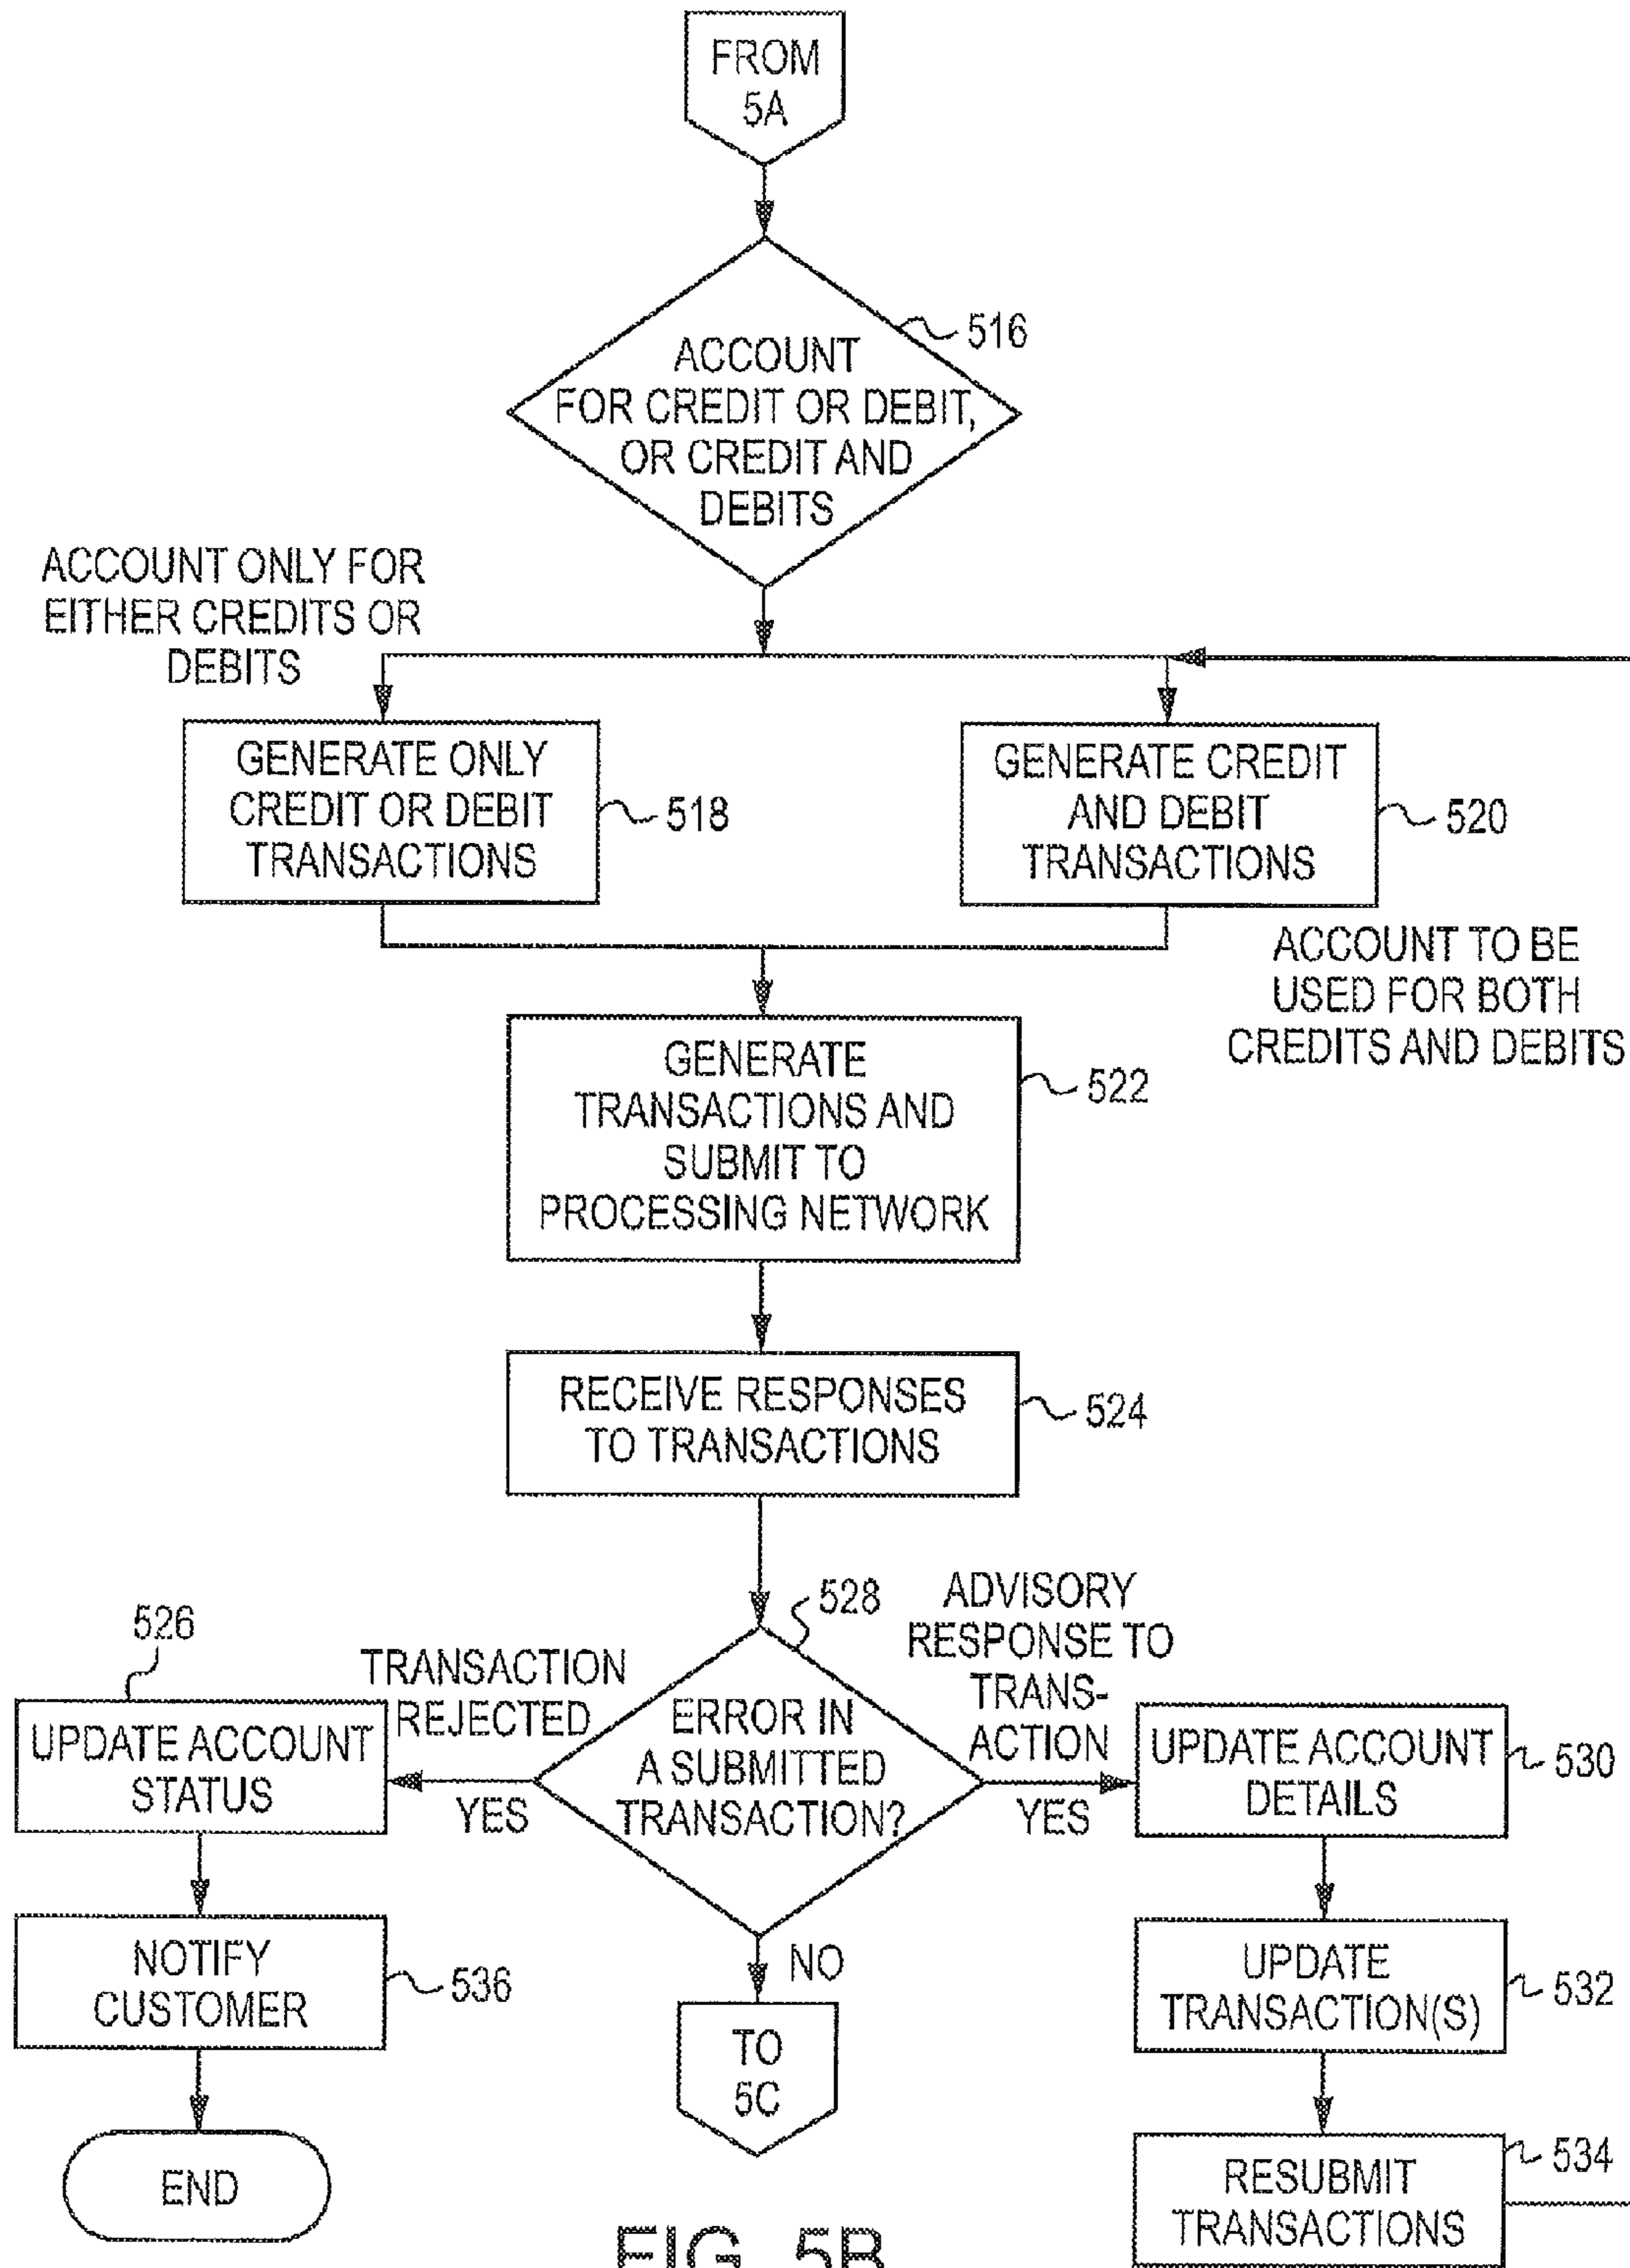 FROM
5A
516
ACCOUNT
FOR CREDIT OR DEBIT,
OR CREDIT AND
DEBITS
ACCOUNT ONLY FOR
EITHER CREDITS OR
DEBITS
GENERATE ONLY
CREDIT OR DEBIT
TRANSACTIONS
518
GENERATE CREDIT
AND DEBIT
TRANSACTIONS
520
ACCOUNT TO BE
USED FOR BOTH
CREDITS AND DEBITS
GENERATE
TRANSACTIONS AND
SUBMIT TO
PROCESSING NETWORK
522
RECEIVE RESPONSES
TO TRANSACTIONS
524
526
TRANSACTION
REJECTED
528
ADVISORY
RESPONSE TO
TRANS-
ACTION
UPDATE ACCOUNT
STATUS
YES
ERROR IN
A SUBMITTED
TRANSACTION?
YES
UPDATE ACCOUNT
DETAILS
530
NOTIFY
CUSTOMER
536
NO
UPDATE
TRANSACTION(S)
532
TO
5C
END
RESUBMIT
TRANSACTIONS
534
FIG. 5B